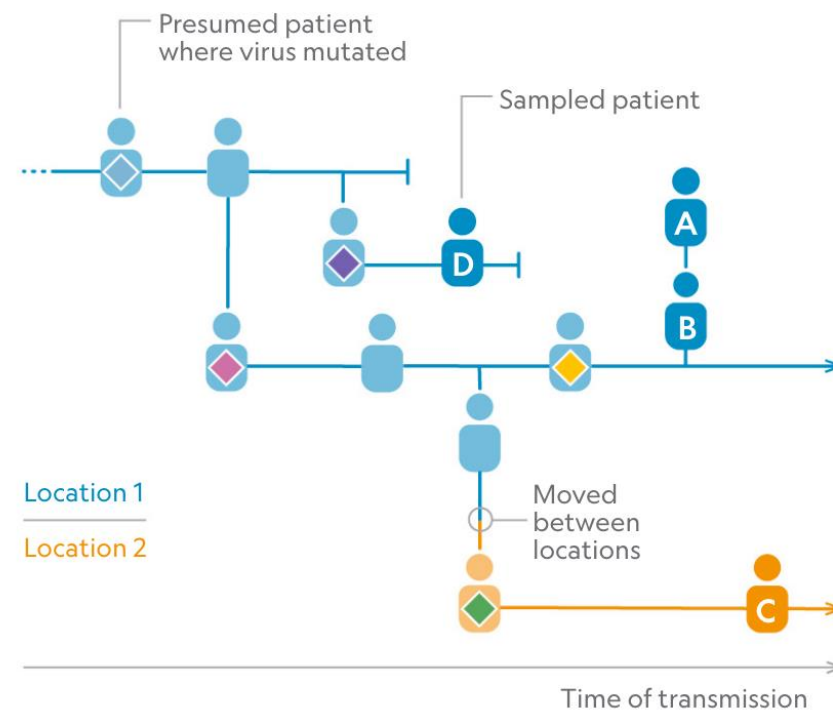 Presumed patient
where virus mutated
Sampled patient
A
D
B
Location 1
Location 2
Moved
between
locations
C
Time of transmission